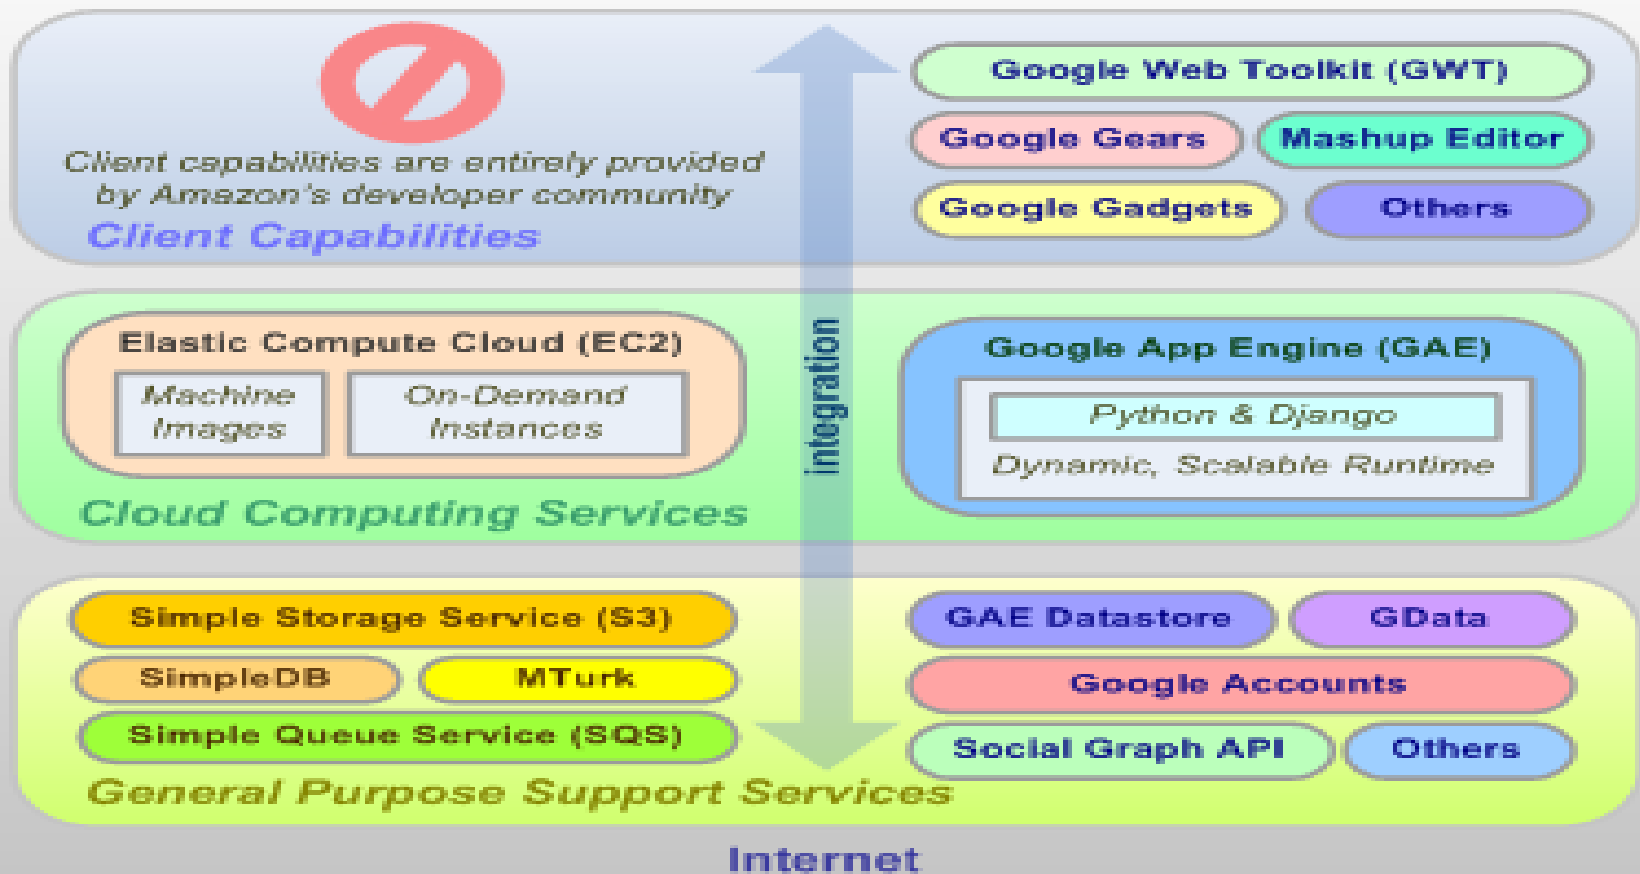 Client capabilities are entirely provided
by Amazon's developer community
Client Capabilities
Google Web Toolkit (GWT)
Google Gears
Mashup Editor
Google Gadgets
Others
integration
Elastic Compute Cloud (EC2)
Machine
Images
On-Demand
Instances
Cloud Computing Services
Google App Engine (GAE)
Python & Django
Dynamic, Scalable Runtime
Simple Storage Service (S3)
SimpleDB
MTurk
Simple Queue Service (SQS)
General Purpose Support Services
GAE Datastore
GData
Google Accounts
Social Graph API
Others
Internet